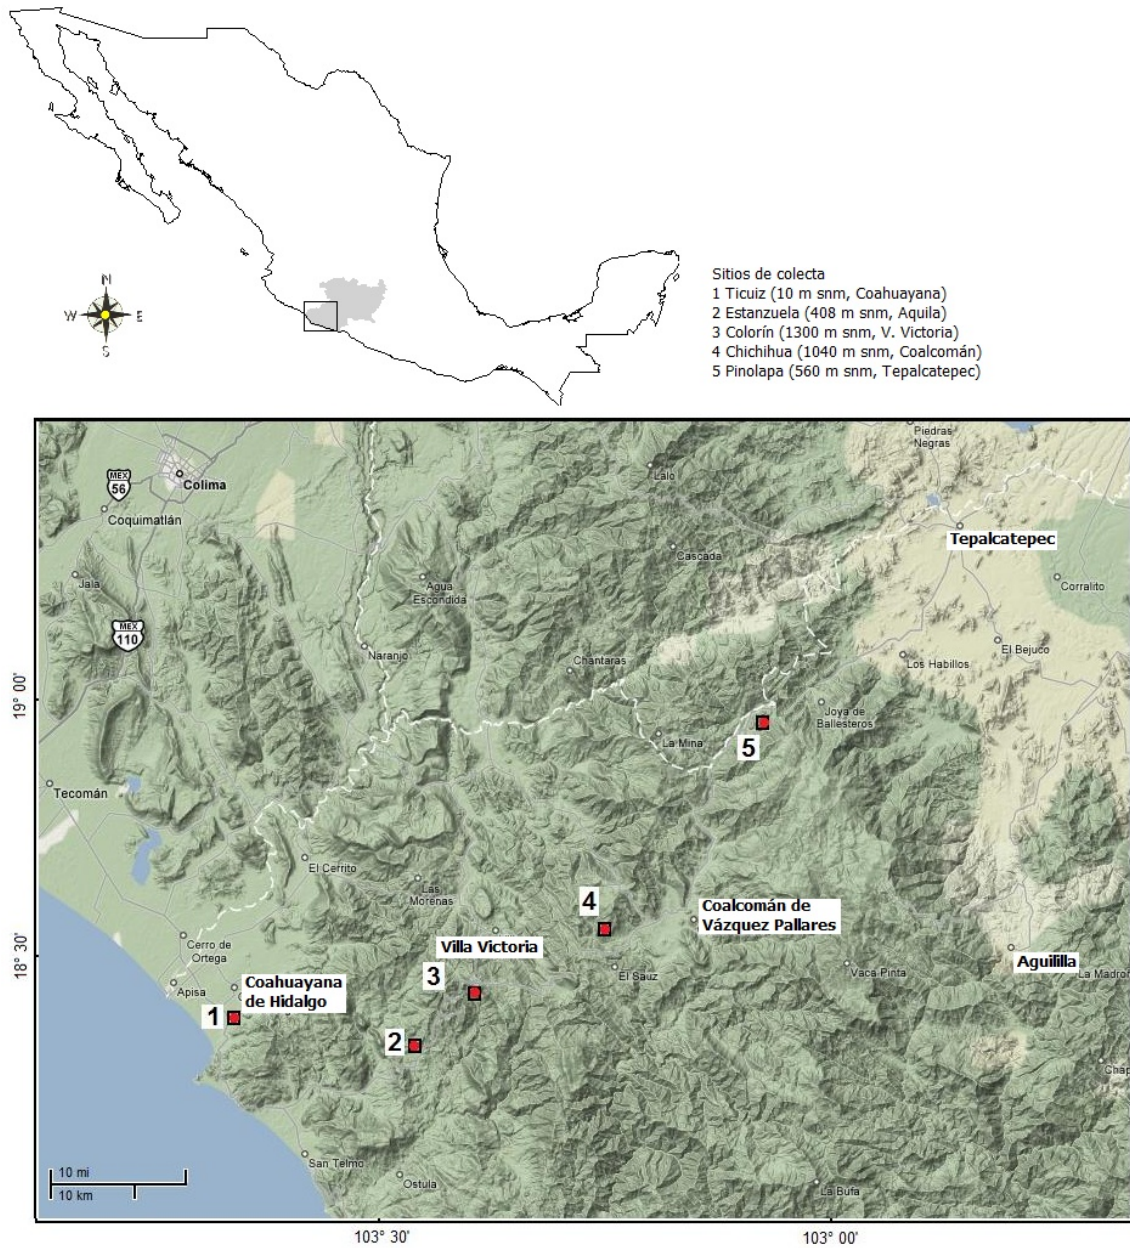 N
W E
S
Sitios de colecta
1 Ticuiz (10 m snm, Coahuayana)
2 Estanzuela (408 m snm, Aquila)
3 Colorín (1300 m snm, V. Victoria)
4 Chichihua (1040 m snm, Coalcomán)
5 Pinolapa (560 m snm, Tepalcatepec)
Piedras
Negras
MEX
56
Colima
Lalo
Coquimatlán
Tepalcatepec
Cascada
Jala
Agua
Escondida
Corralito
MEX
110
Naranjo
El Bejuco
Chantaras
Los Habillos
19° 00'
Joya de
Ballesteros
La Mina
5
Tecomán
El Cerrito
Las
Morenas
4
Coalcomán de
Vázquez Pallares
Cerro de
Ortega
Villa Victoria
18° 30'
Aguililla
El Sauz
Vaca Pinta
La Madron
Apisa
Coahuayana
de Hidalgo
3
1
2
Chap
San Telmo
Ostula
La Bufa
10 mi
10 km
103° 30'
103° 00'